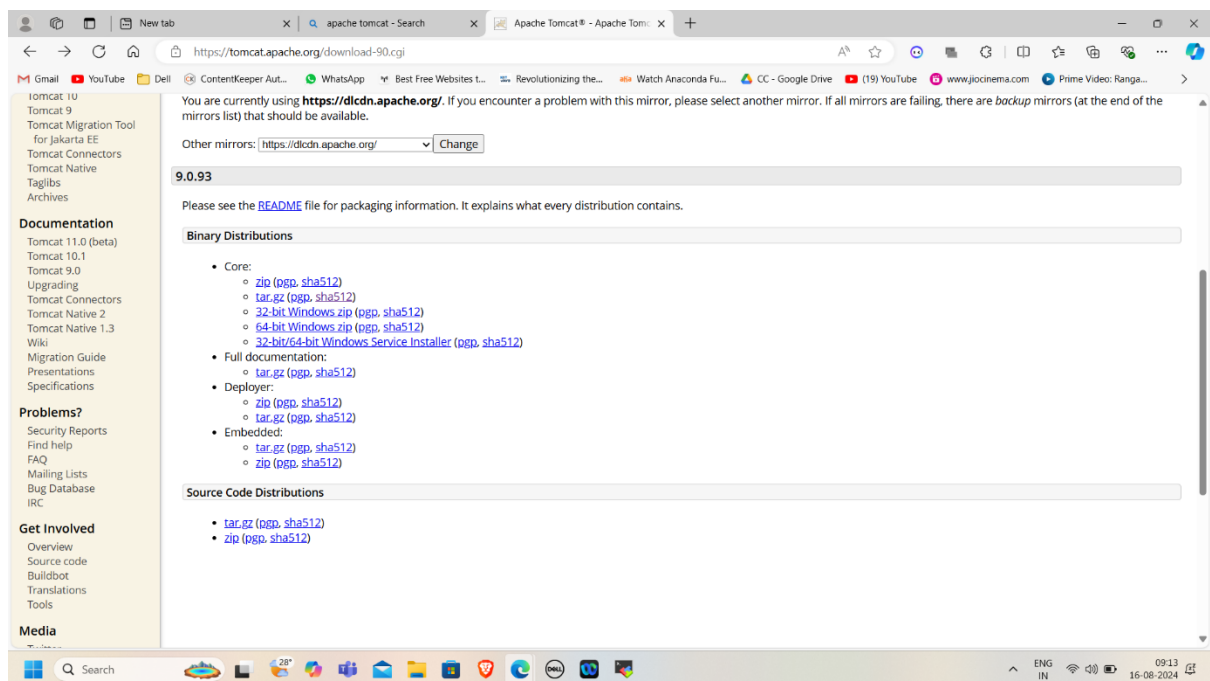 New tab
apache tomcat - Search
Apache Tomcat® - Apache Tomc
https://tomcat.apache.org/download-90.cgi
Gmail YouTube Dell ContentKeeper Aut... WhatsApp Best Free Websites t... Revolutionizing the... Watch Anaconda Fu... CC - Google Drive (19) YouTube www.jiocinema.com Prime Video: Ranga...
Tomcat 10
Tomcat 9
Tomcat Migration Tool
for Jakarta EE
Tomcat Connectors
Tomcat Native
Taglibs
Archives
Documentation
Tomcat 11.0 (beta)
Tomcat 10.1
Tomcat 9.0
Upgrading
Tomcat Connectors
Tomcat Native 2
Tomcat Native 1.3
Wiki
Migration Guide
Presentations
Specifications
Problems?
Security Reports
Find help
FAQ
Mailing Lists
Bug Database
IRC
Get Involved
Overview
Source code
Buildbot
Translations
Tools
Media
You are currently using https://dlcdn.apache.org/. If you encounter a problem with this mirror, please select another mirror. If all mirrors are failing, there are backup mirrors (at the end of the
mirrors list) that should be available.
Other mirrors: https://dlcdn.apache.org/ Change
9.0.93
Please see the README file for packaging information. It explains what every distribution contains.
Binary Distributions
• Core:
◦ zip (pgp, sha512)
◦ tar.gz (pgp, sha512)
◦ 32-bit Windows zip (pgp, sha512)
◦ 64-bit Windows zip (pgp, sha512)
◦ 32-bit/64-bit Windows Service Installer (pgp, sha512)
• Full documentation:
◦ tar.gz (pgp, sha512)
• Deployer:
◦ zip (pgp, sha512)
◦ tar.gz (pgp, sha512)
• Embedded:
◦ tar.gz (pgp, sha512)
◦ zip (pgp, sha512)
Source Code Distributions
• tar.gz (pgp, sha512)
• zip (pgp, sha512)
Search
28°
DELL
ENG
IN
09:13
16-08-2024